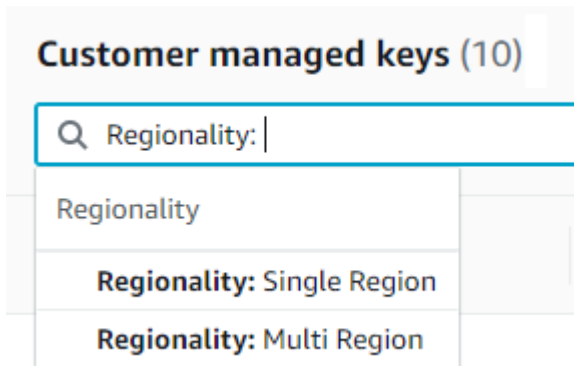 Customer managed keys (10)
Regionality:
Regionality
Regionality: Single Region
Regionality: Multi Region